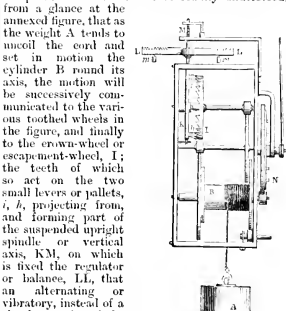 from a glance at the
annexed figure, that as
the weight A tends to
uncoil the cord and
set in motion the
cylinder B round its
axis, the motion will
be successively com-
municated to the vari-
ous toothed wheels in
the figure, and finally
to the crown-wheel or
escapement-wheel, I;
the teeth of which
so act on the two
small levers or pallets,
i, h, projecting from,
and forming part of
the suspended upright
spindle or vertical
axis, KM, on which
is fixed the regulator
or balance, LL, that
an alternating or
vibratory, instead of a
M
L
L
m
I
B
N
A